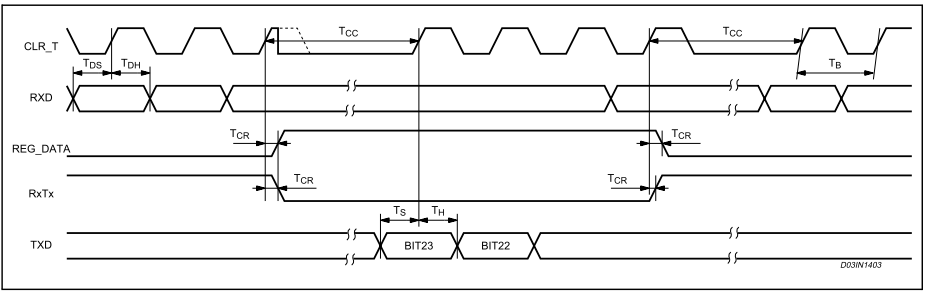 CLR_T
TCC
TCC
TDS
TDH
TB
RXD
TCR
TCR
REG_DATA
TCR
TCR
RxTx
TS
TH
TXD
BIT23
BIT22
D03IN1403